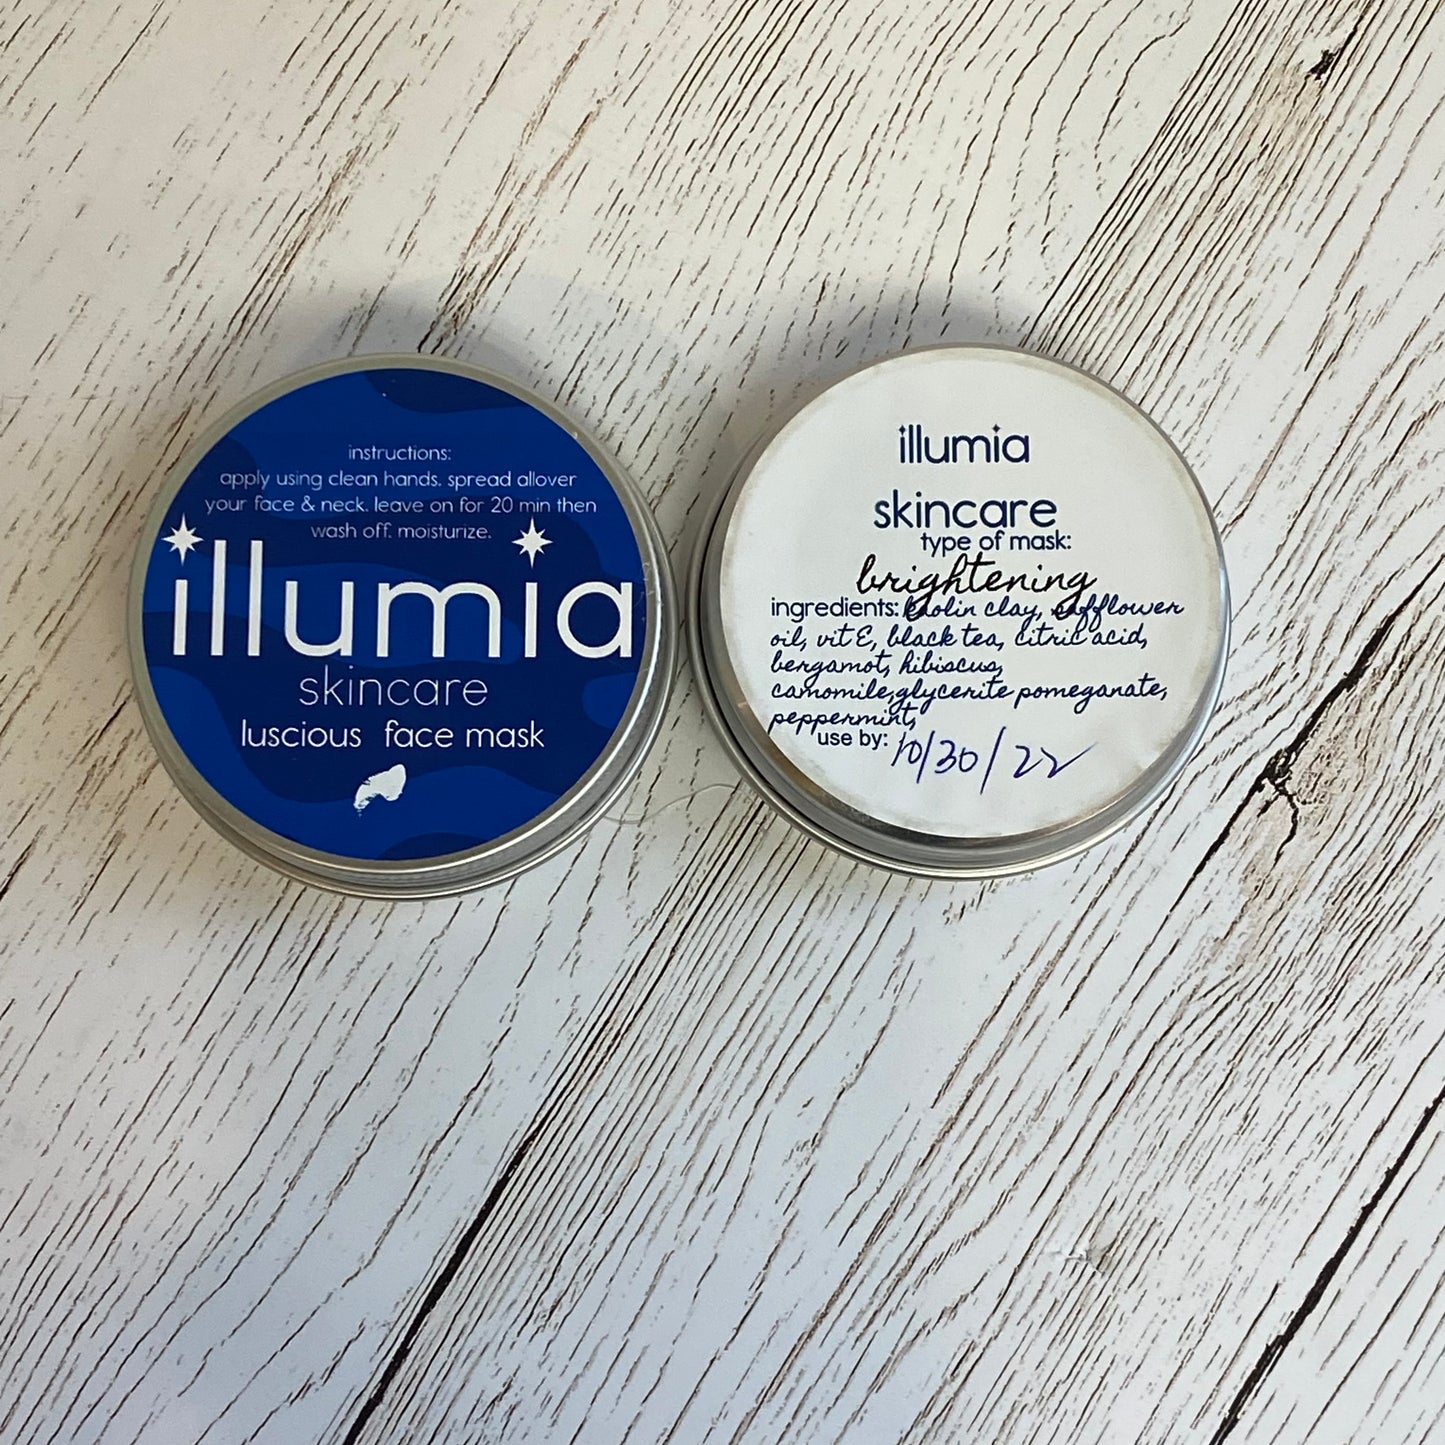 instructions:
apply using clean hands. spread allover
your face & neck. leave on for 20 min then
wash off. moisturize.
illumia
skincare
luscious face mask
illumia
skincare
type of mask:
brightening
ingredients: kaolin clay, safflower
oil, vit E, black tea, citric acid,
bergamot, hibiscus,
camomile,glycerite pomeganate,
peppermint,
use by: 10/30/22